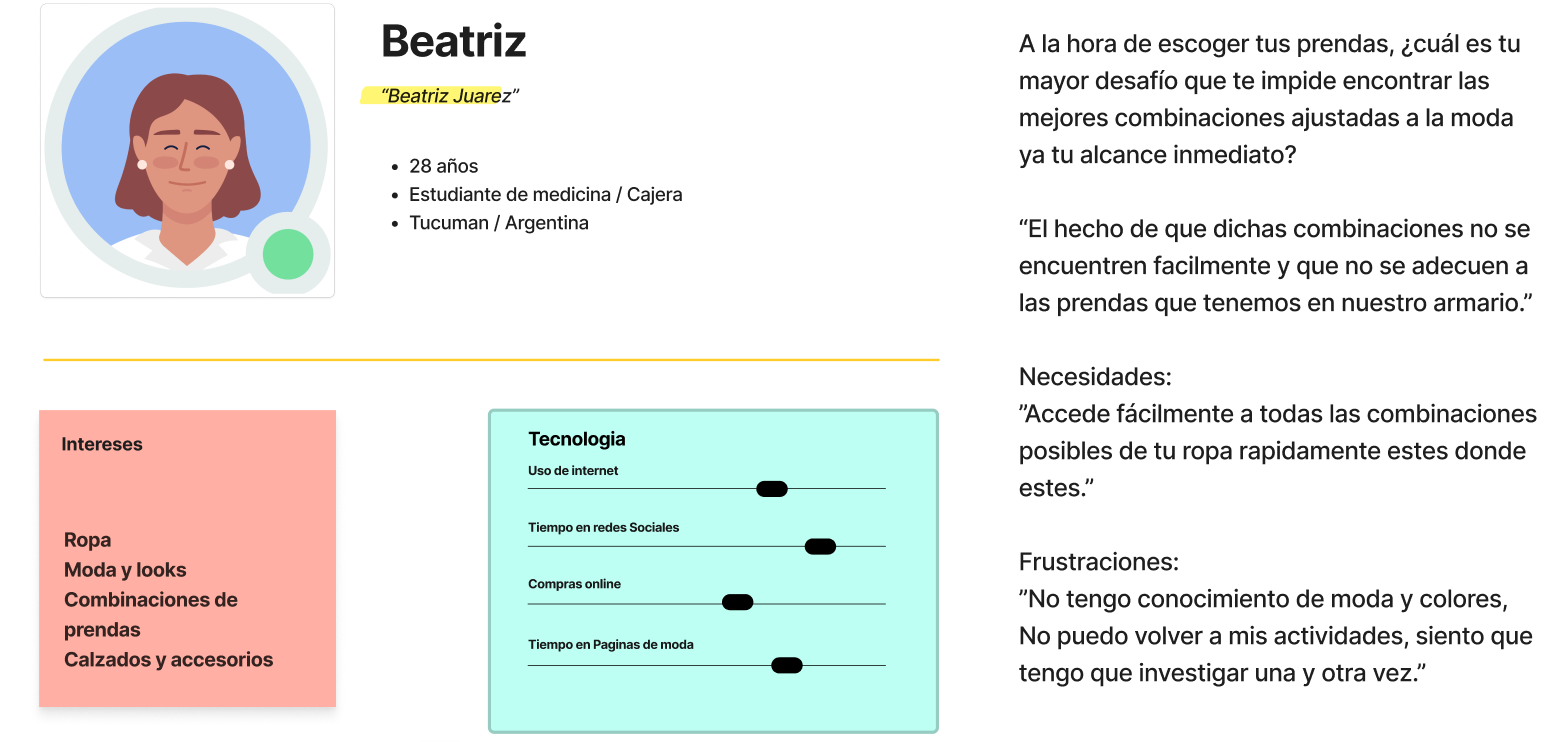 Beatriz
“Beatriz Juarez”
• 28 años
• Estudiante de medicina / Cajera
• Tucuman / Argentina
Intereses
Ropa
Moda y looks
Combinaciones de
prendas
Calzados y accesorios
Tecnologia
Uso de internet
Tiempo en redes Sociales
Compras online
Tiempo en Paginas de moda
A la hora de escoger tus prendas, ¿cuál es tu
mayor desafío que te impide encontrar las
mejores combinaciones ajustadas a la moda
ya tu alcance inmediato?
“El hecho de que dichas combinaciones no se
encuentren facilmente y que no se adecuen a
las prendas que tenemos en nuestro armario.”
Necesidades:
”Accede fácilmente a todas las combinaciones
posibles de tu ropa rapidamente estes donde
estes.”
Frustraciones:
”No tengo conocimiento de moda y colores,
No puedo volver a mis actividades, siento que
tengo que investigar una y otra vez.”